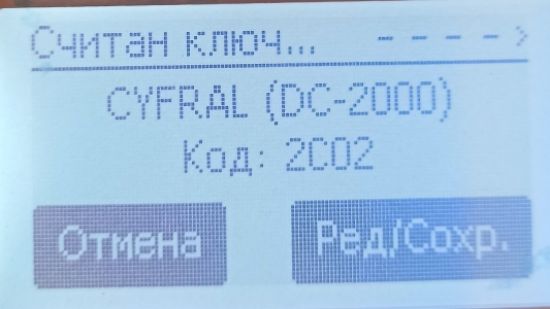 Считан ключ... ---->
CYFRAL (DC-2000)
Код: 2C02
Отмена Ред/Сохр.